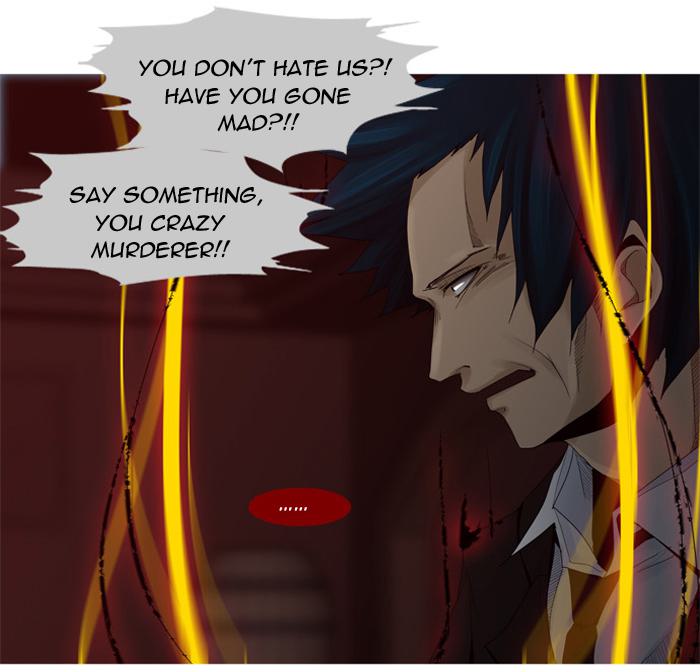 YOU DON'T HATE US?!
HAVE YOU GONE
MAD?!!
SAY SOMETHING,
YOU CRAZY
MURDERER!!
......